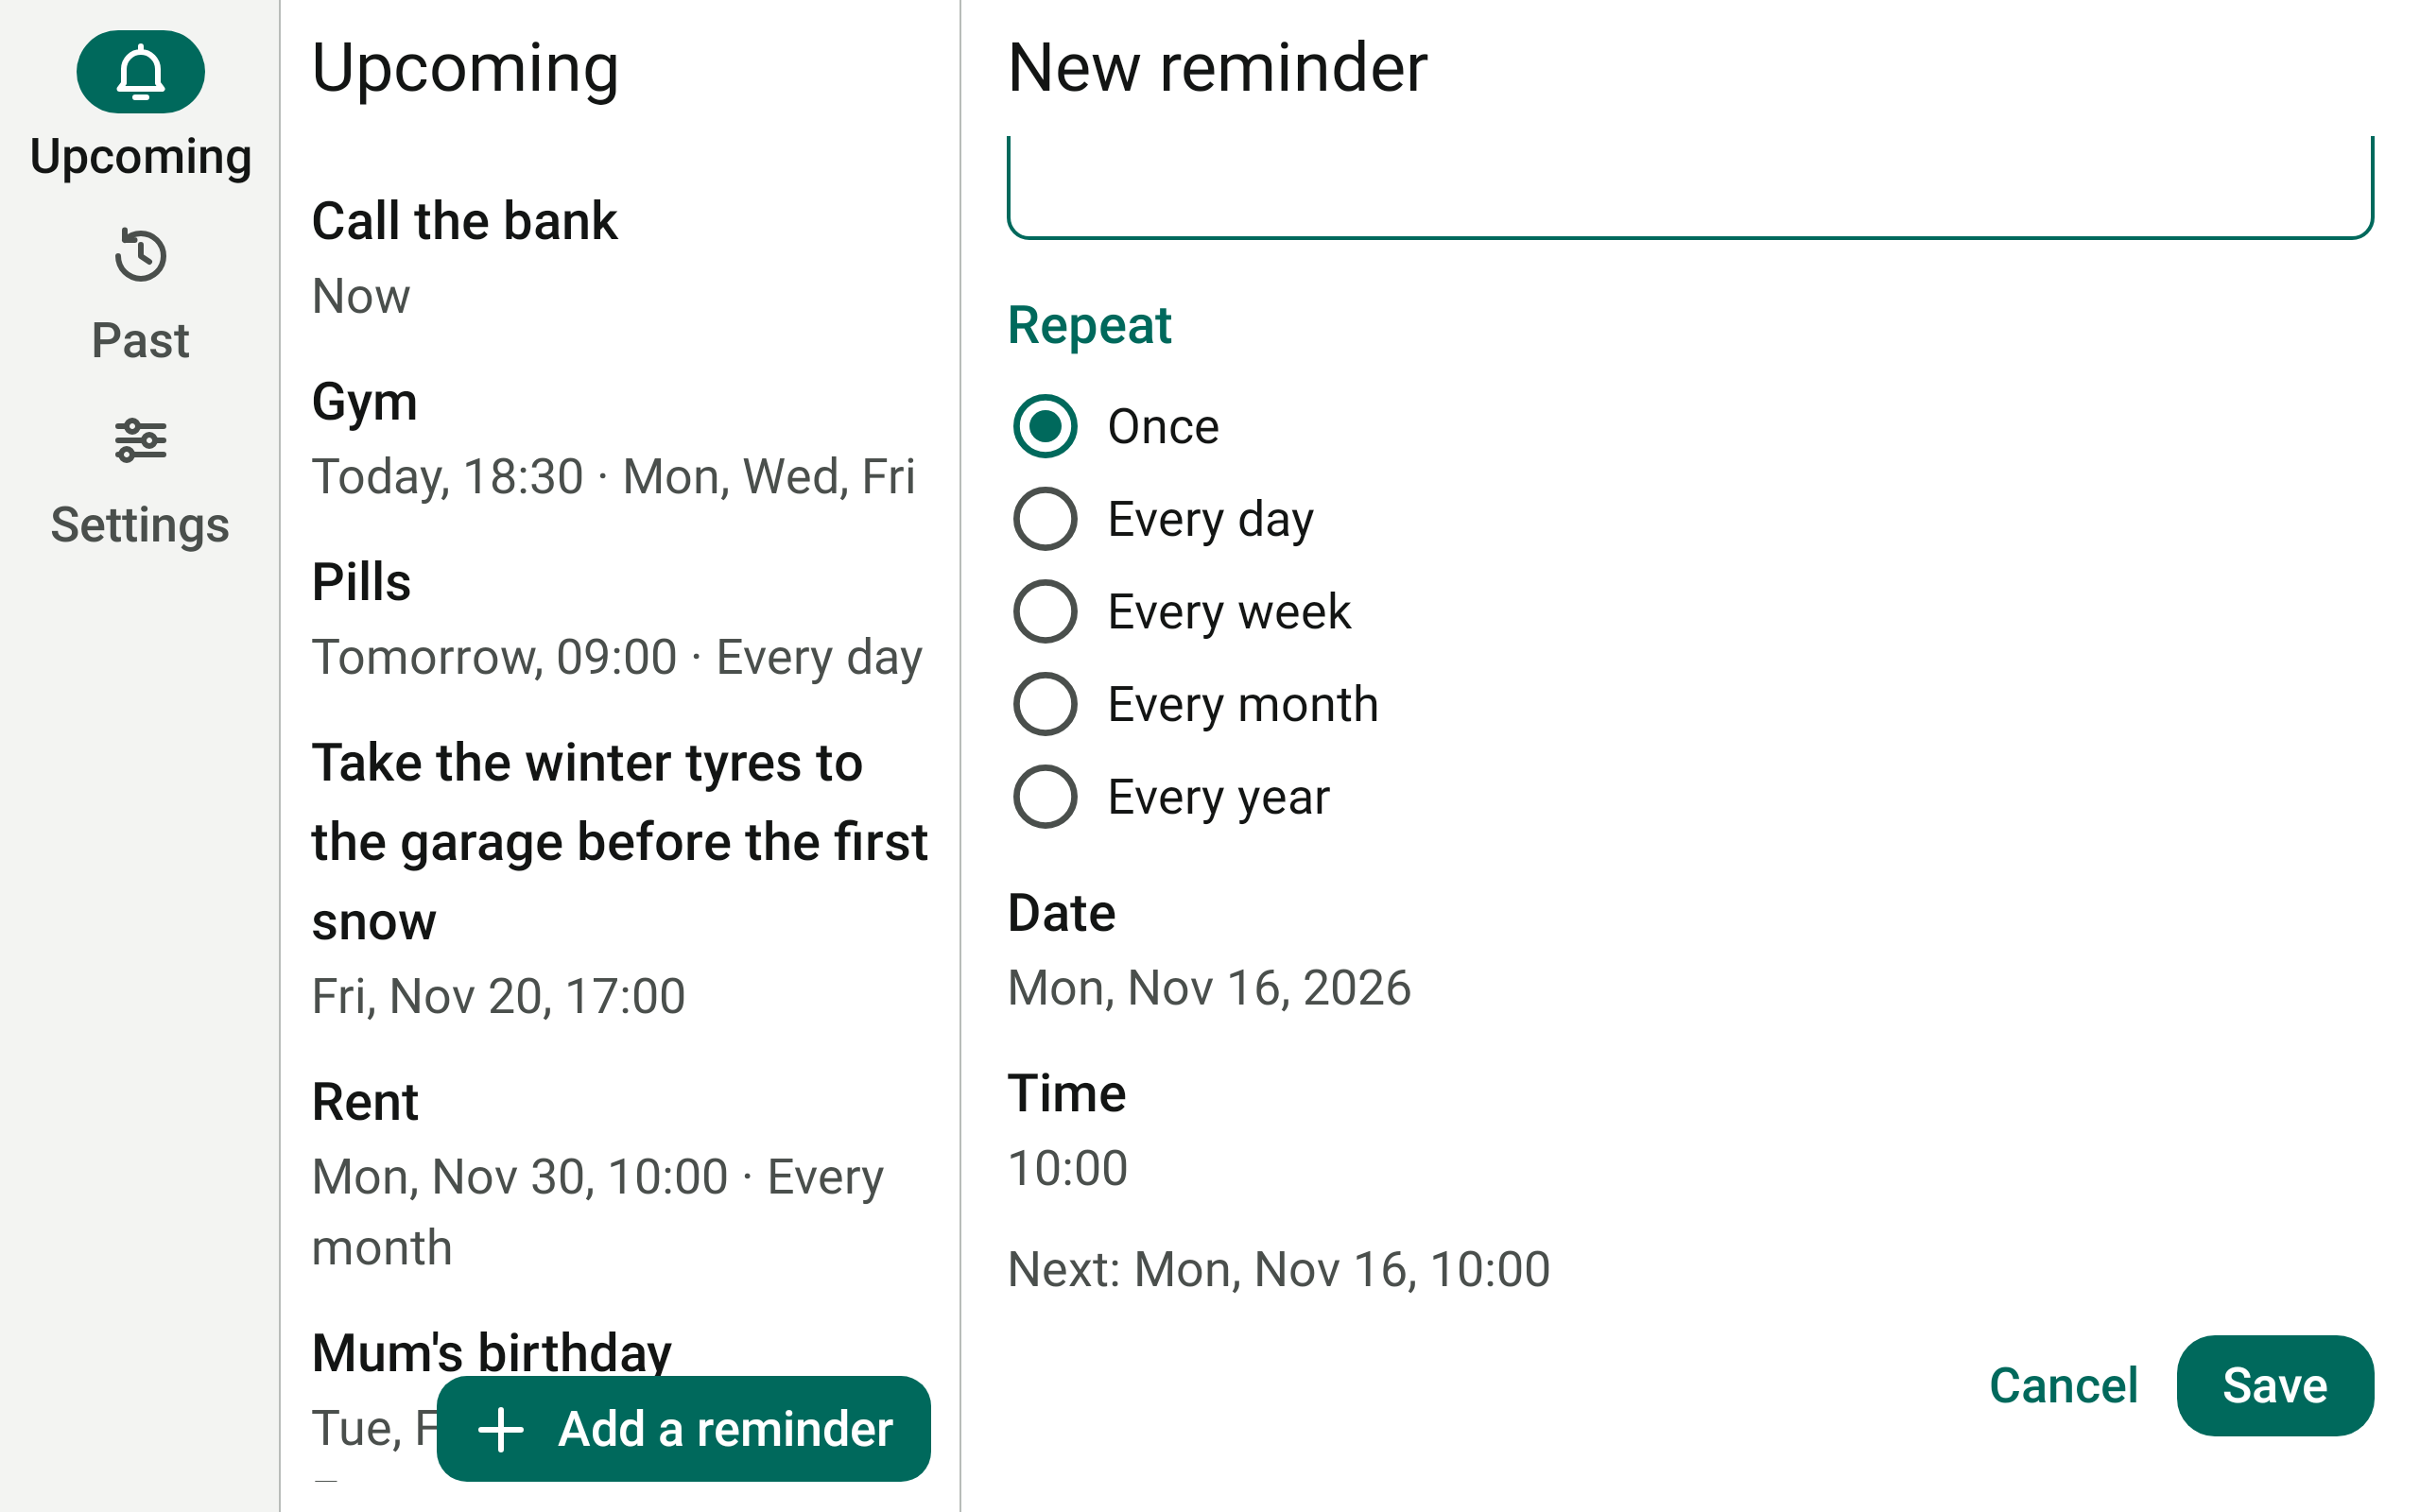 Upcoming
Past
Settings
Upcoming
Call the bank
Now
Gym
Today, 18:30 · Mon, Wed, Fri
Pills
Tomorrow, 09:00 · Every day
Take the winter tyres to
the garage before the first
snow
Fri, Nov 20, 17:00
Rent
Mon, Nov 30, 10:00 · Every
month
Mum's birthday
Tue,
Add a reminder
New reminder
Repeat
Once
Every day
Every week
Every month
Every year
Date
Mon, Nov 16, 2026
Time
10:00
Next: Mon, Nov 16, 10:00
Cancel
Save